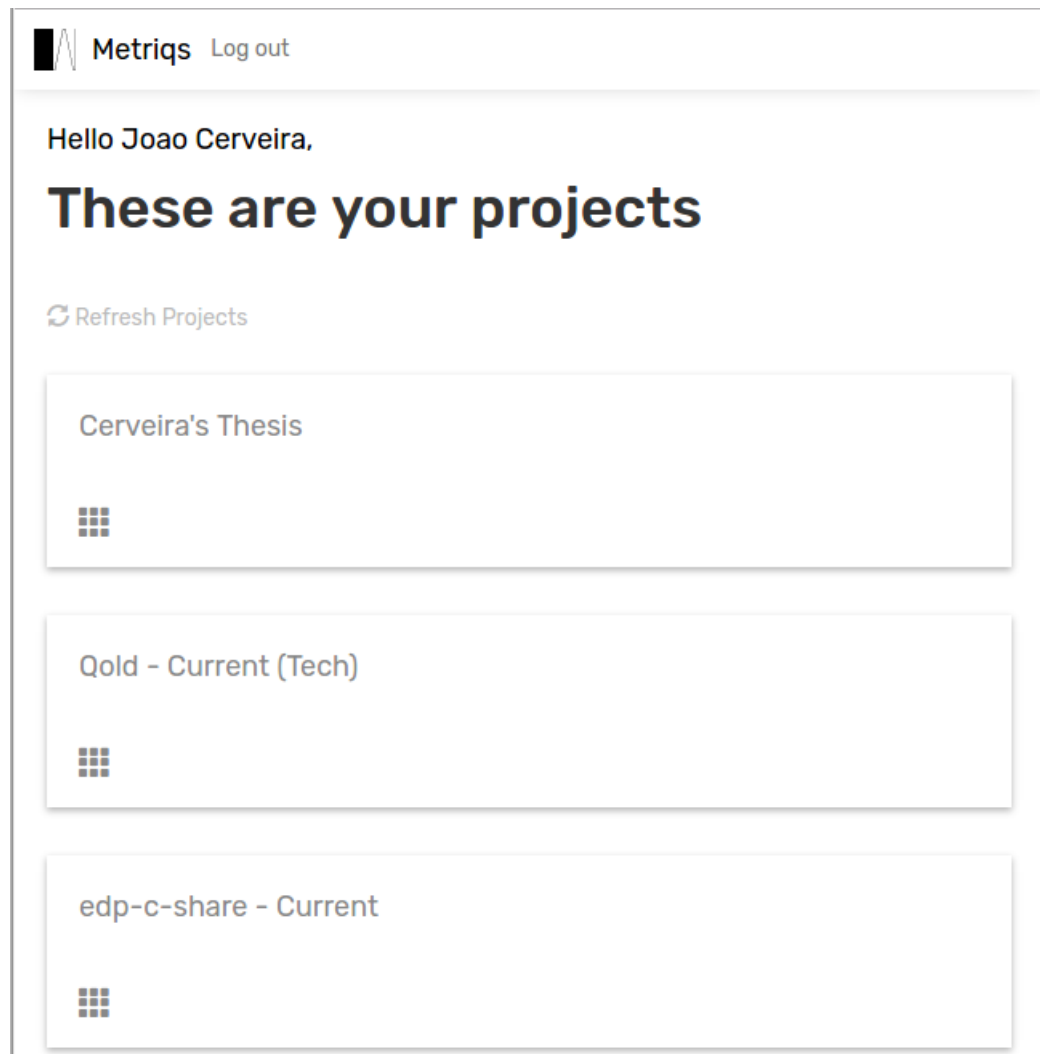 Metriqs Log out
Hello Joao Cerveira,
These are your projects
Refresh Projects
Cerveira's Thesis
Qold - Current (Tech)
edp-c-share - Current